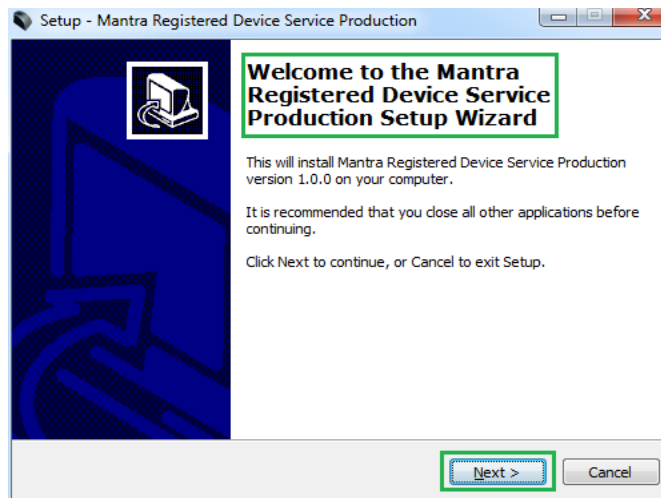 Setup - Mantra Registered Device Service Production
Welcome to the Mantra
Registered Device Service
Production Setup Wizard
This will install Mantra Registered Device Service Production
version 1.0.0 on your computer.
It is recommended that you close all other applications before
continuing.
Click Next to continue, or Cancel to exit Setup.
Next > Cancel